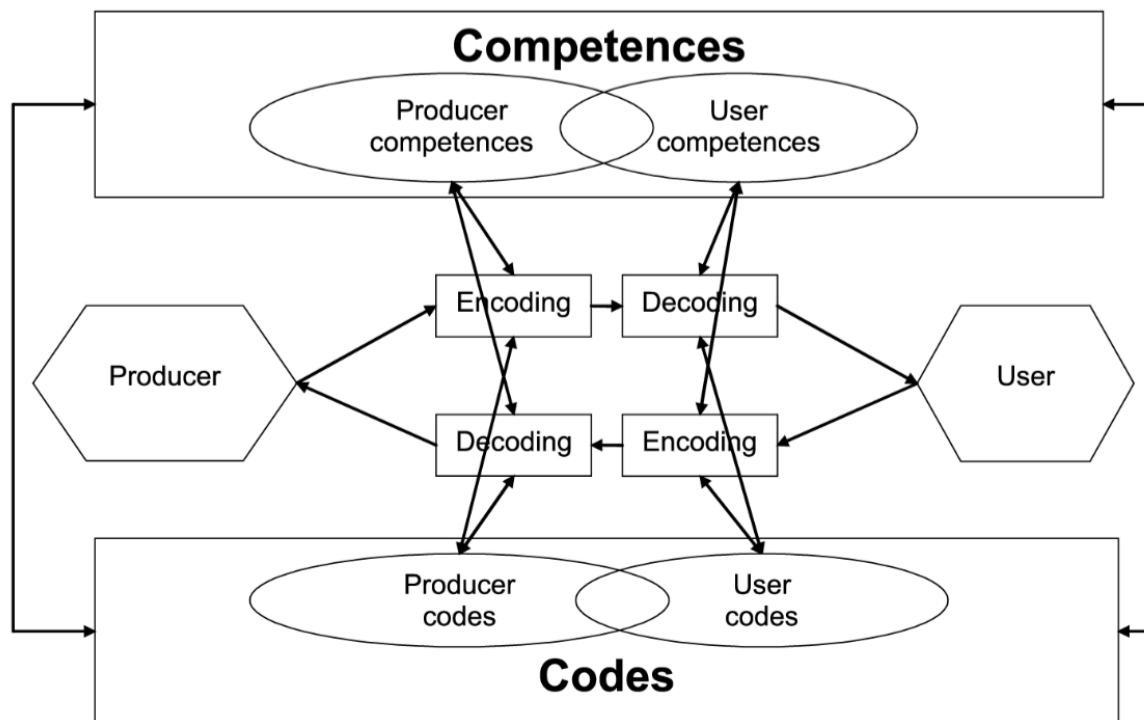 Competences
Producer
competences
User
competences
Encoding
Decoding
Producer
User
Decoding
Encoding
Producer
codes
User
codes
Codes